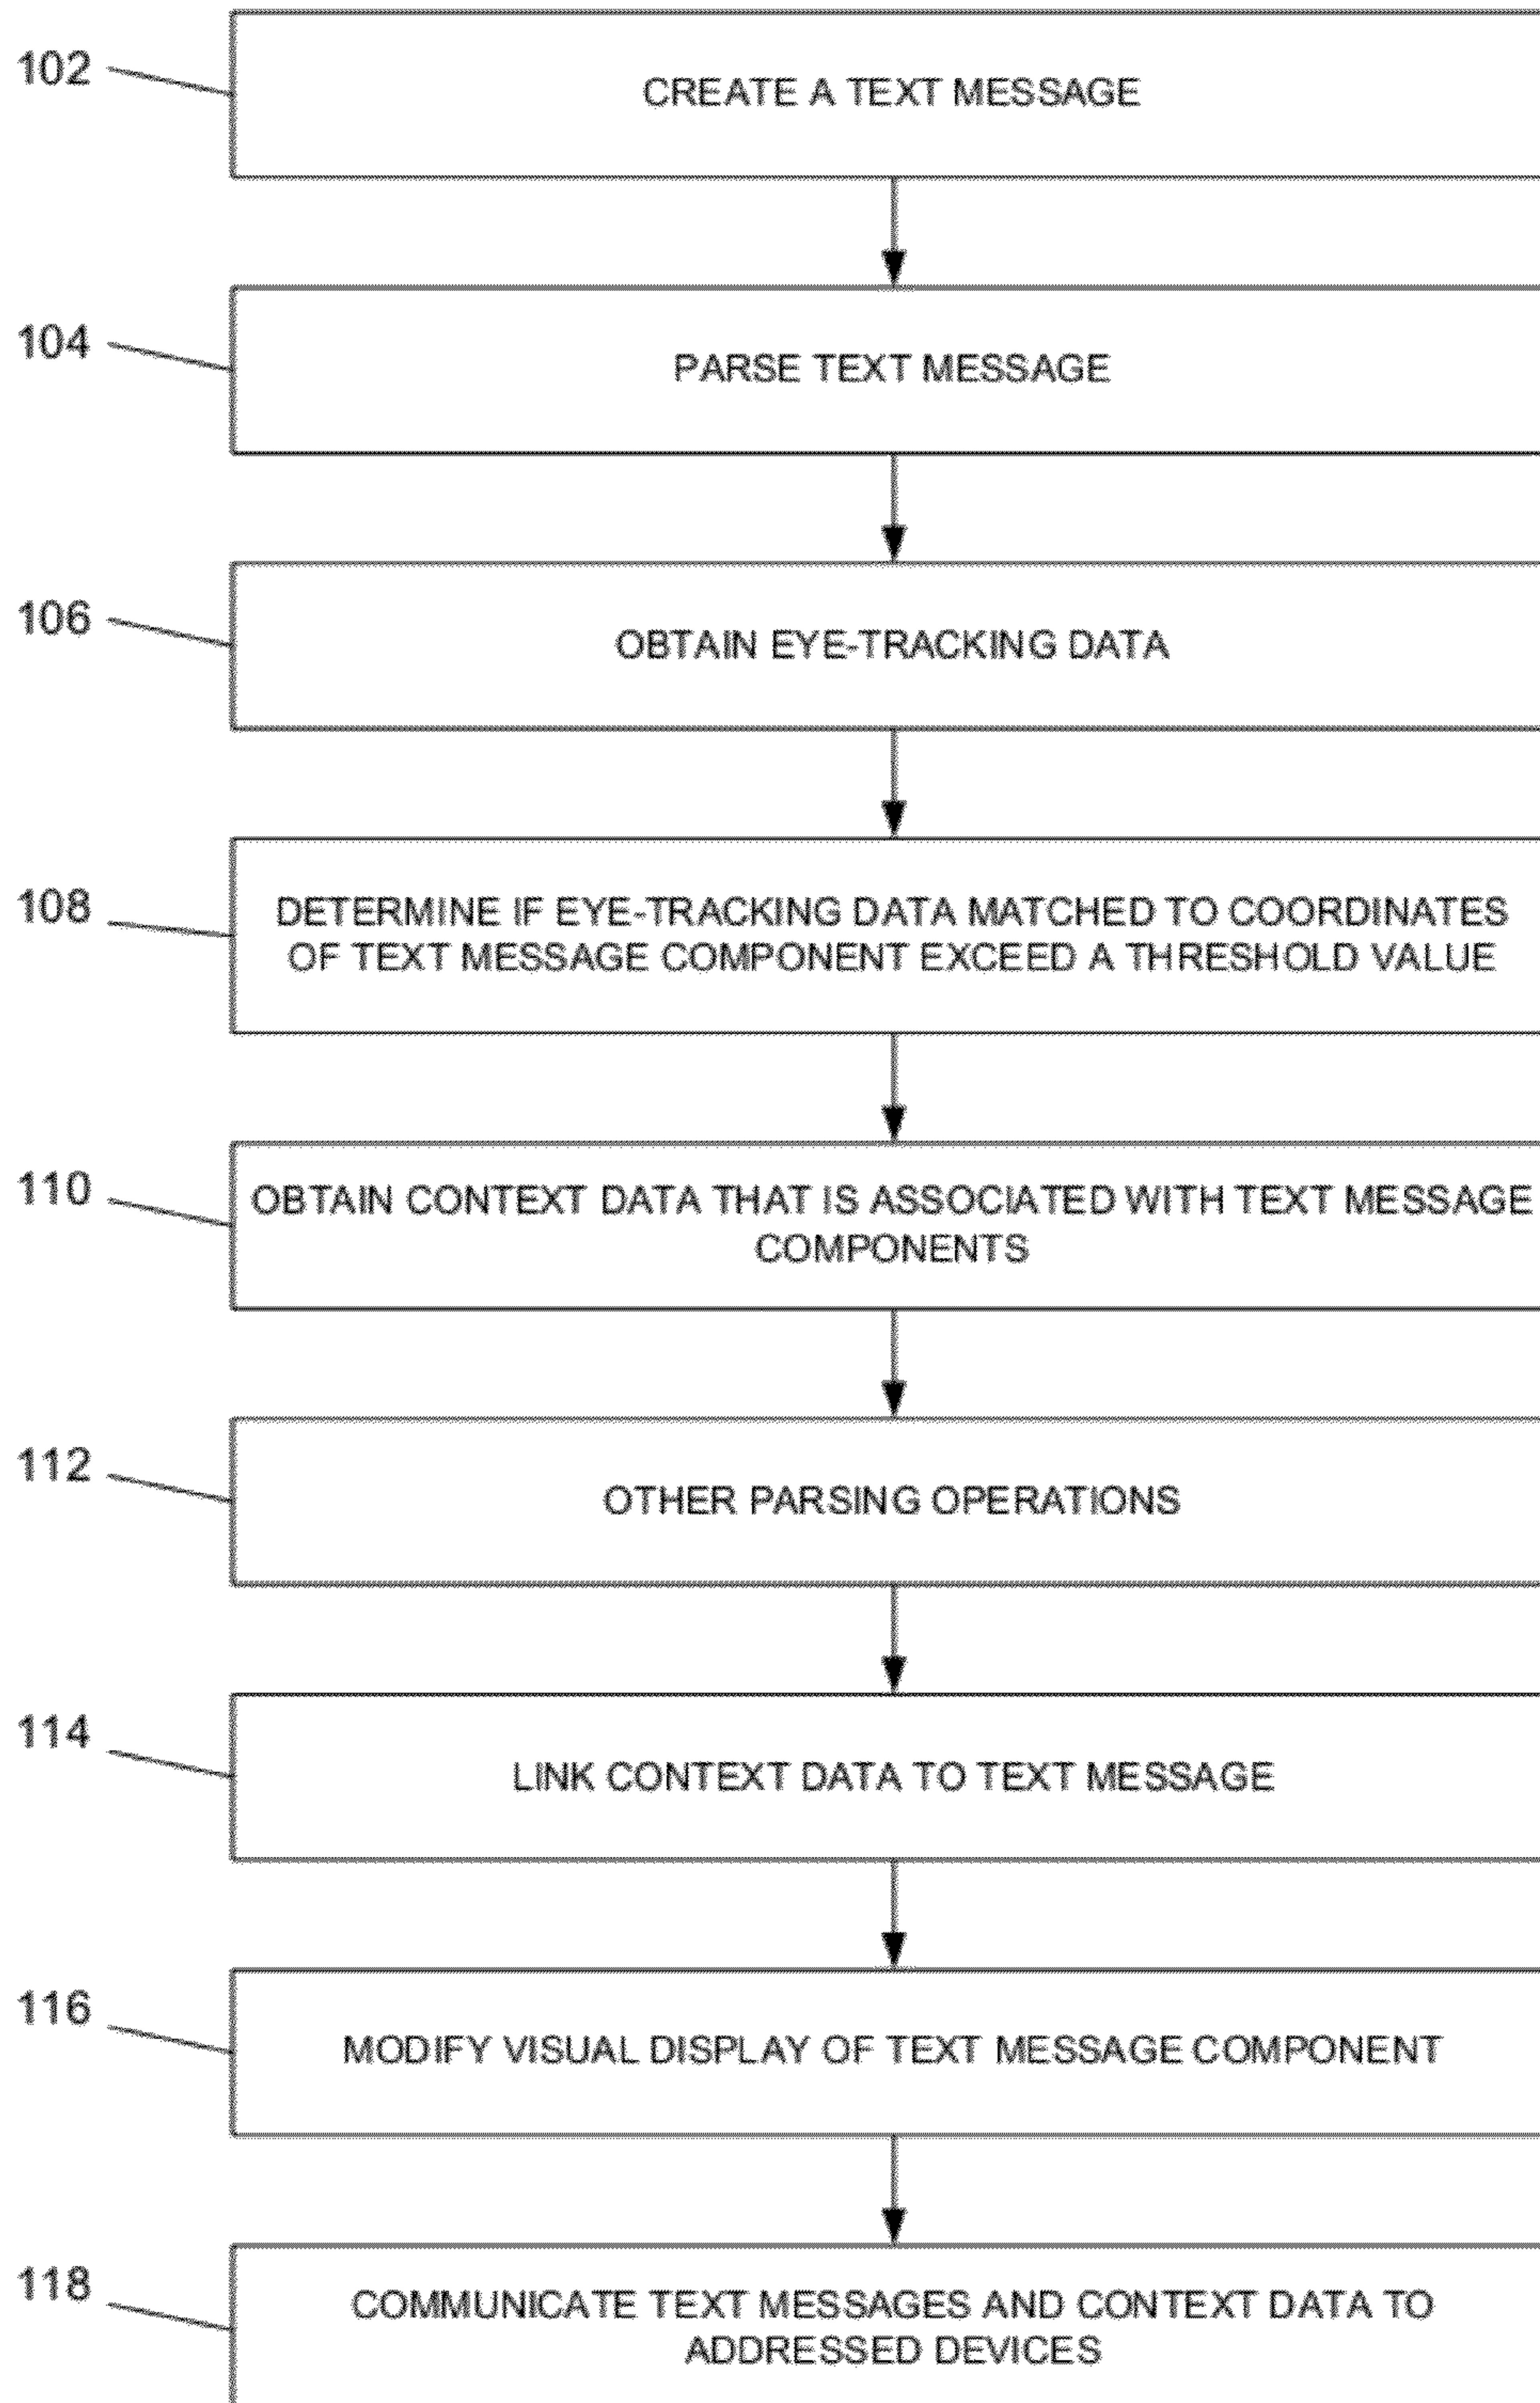 102
CREATE A TEXT MESSAGE
104
PARSE TEXT MESSAGE
106
OBTAIN EYE-TRACKING DATA
108
DETERMINE IF EYE-TRACKING DATA MATCHED TO COORDINATES
OF TEXT MESSAGE COMPONENT EXCEED A THRESHOLD VALUE
110
OBTAIN CONTEXT DATA THAT IS ASSOCIATED WITH TEXT MESSAGE
COMPONENTS
112
OTHER PARSING OPERATIONS
114
LINK CONTEXT DATA TO TEXT MESSAGE
116
MODIFY VISUAL DISPLAY OF TEXT MESSAGE COMPONENT
118
COMMUNICATE TEXT MESSAGES AND CONTEXT DATA TO
ADDRESSED DEVICES